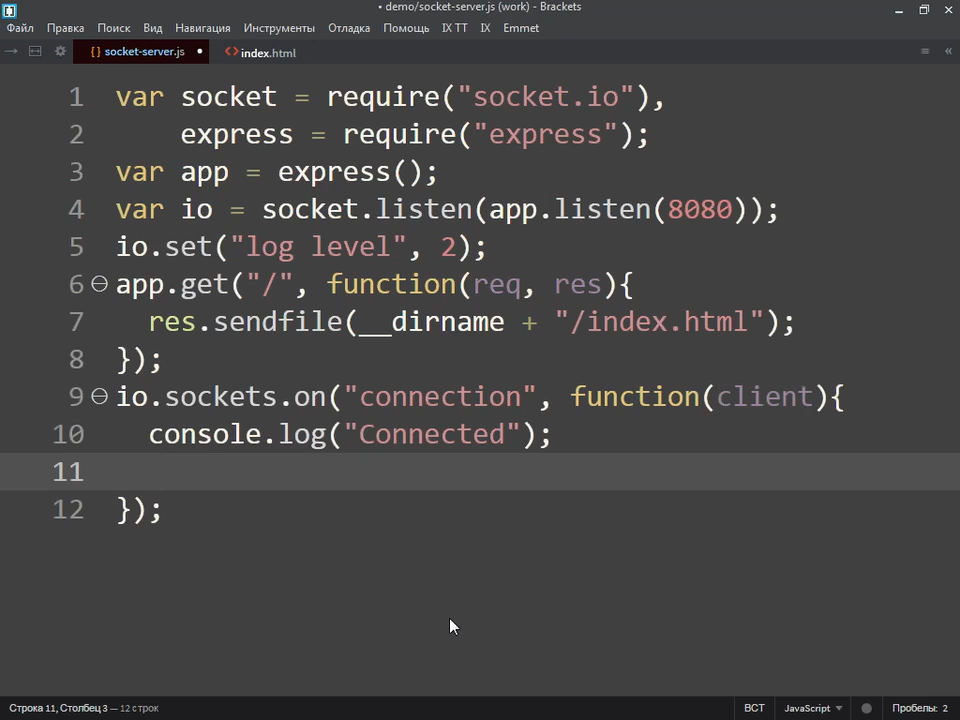 • demo/socket-server.js (work) - Brackets
Файл Правка Поиск Вид Навигация Инструменты Отладка Помощь IX TT IX Emmet
{ } socket-server.js • <> index.html
1 var socket = require("socket.io"),
2 express = require("express");
3 var app = express();
4 var io = socket.listen(app.listen(8080));
5 io.set("log level", 2);
6 app.get("/", function(req, res){
7 res.sendfile(__dirname + "/index.html");
8 });
9 io.sockets.on("connection", function(client){
10 console.log("Connected");
11
12 });
Строка 11, Столбец 3 — 12 строк ВСТ JavaScript Пробелы: 2